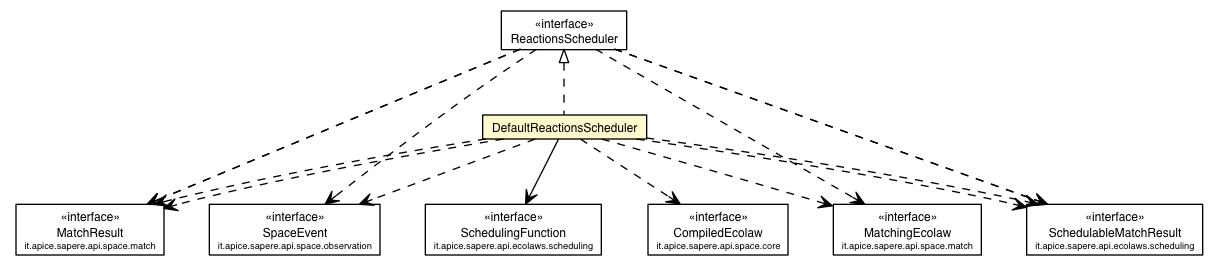 «interface»
ReactionsScheduler
DefaultReactionsScheduler
«interface»
MatchResult
it.apice.sapere.api.space.match
«interface»
SpaceEvent
it.apice.sapere.api.space.observation
«interface»
SchedulingFunction
it.apice.sapere.api.ecolaws.scheduling
«interface»
CompiledEcolaw
it.apice.sapere.api.space.core
«interface»
MatchingEcolaw
it.apice.sapere.api.space.match
«interface»
SchedulableMatchResult
it.apice.sapere.api.ecolaws.scheduling